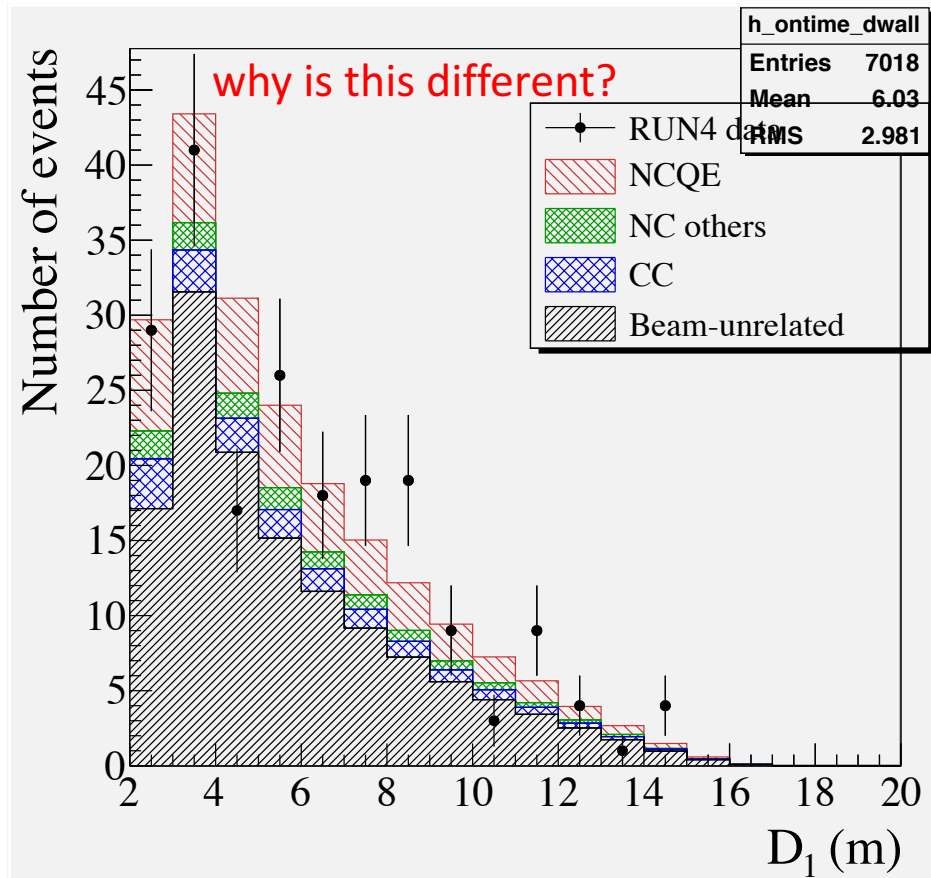 h_ontime_dwall
Entries 7018
Mean 6.03
RMS 2.981
why is this different?
RUN4 data
NCQE
NC others
CC
Beam-unrelated
Number of events
45
40
35
30
25
20
15
10
5
0
2 4 6 8 10 12 14 16 18 20
D₁ (m)